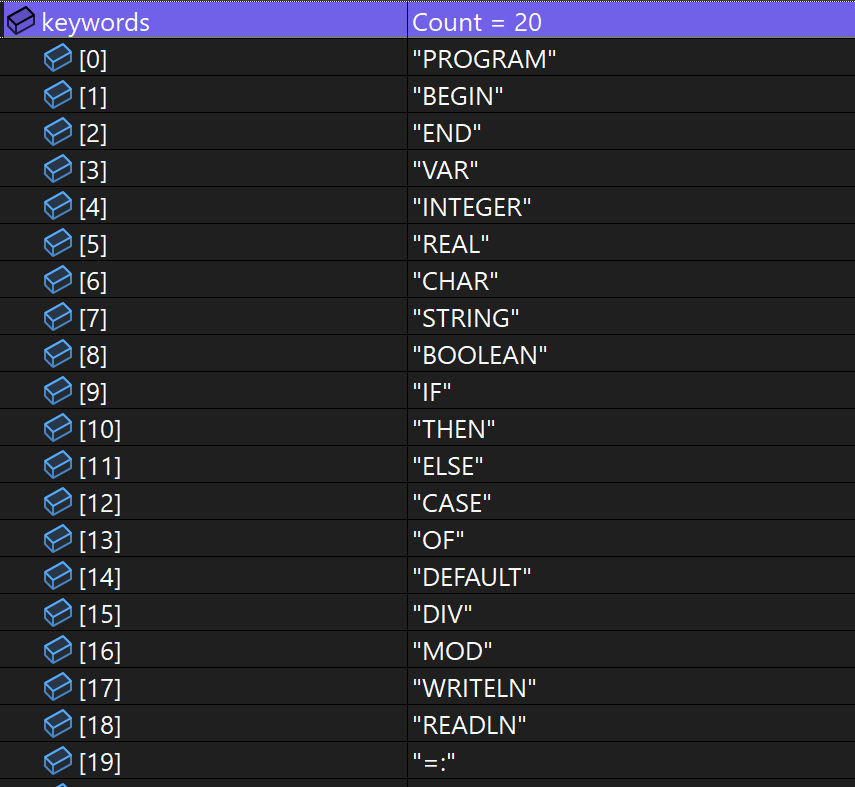 keywords Count = 20
[0] "PROGRAM"
[1] "BEGIN"
[2] "END"
[3] "VAR"
[4] "INTEGER"
[5] "REAL"
[6] "CHAR"
[7] "STRING"
[8] "BOOLEAN"
[9] "IF"
[10] "THEN"
[11] "ELSE"
[12] "CASE"
[13] "OF"
[14] "DEFAULT"
[15] "DIV"
[16] "MOD"
[17] "WRITELN"
[18] "READLN"
[19] "=:"